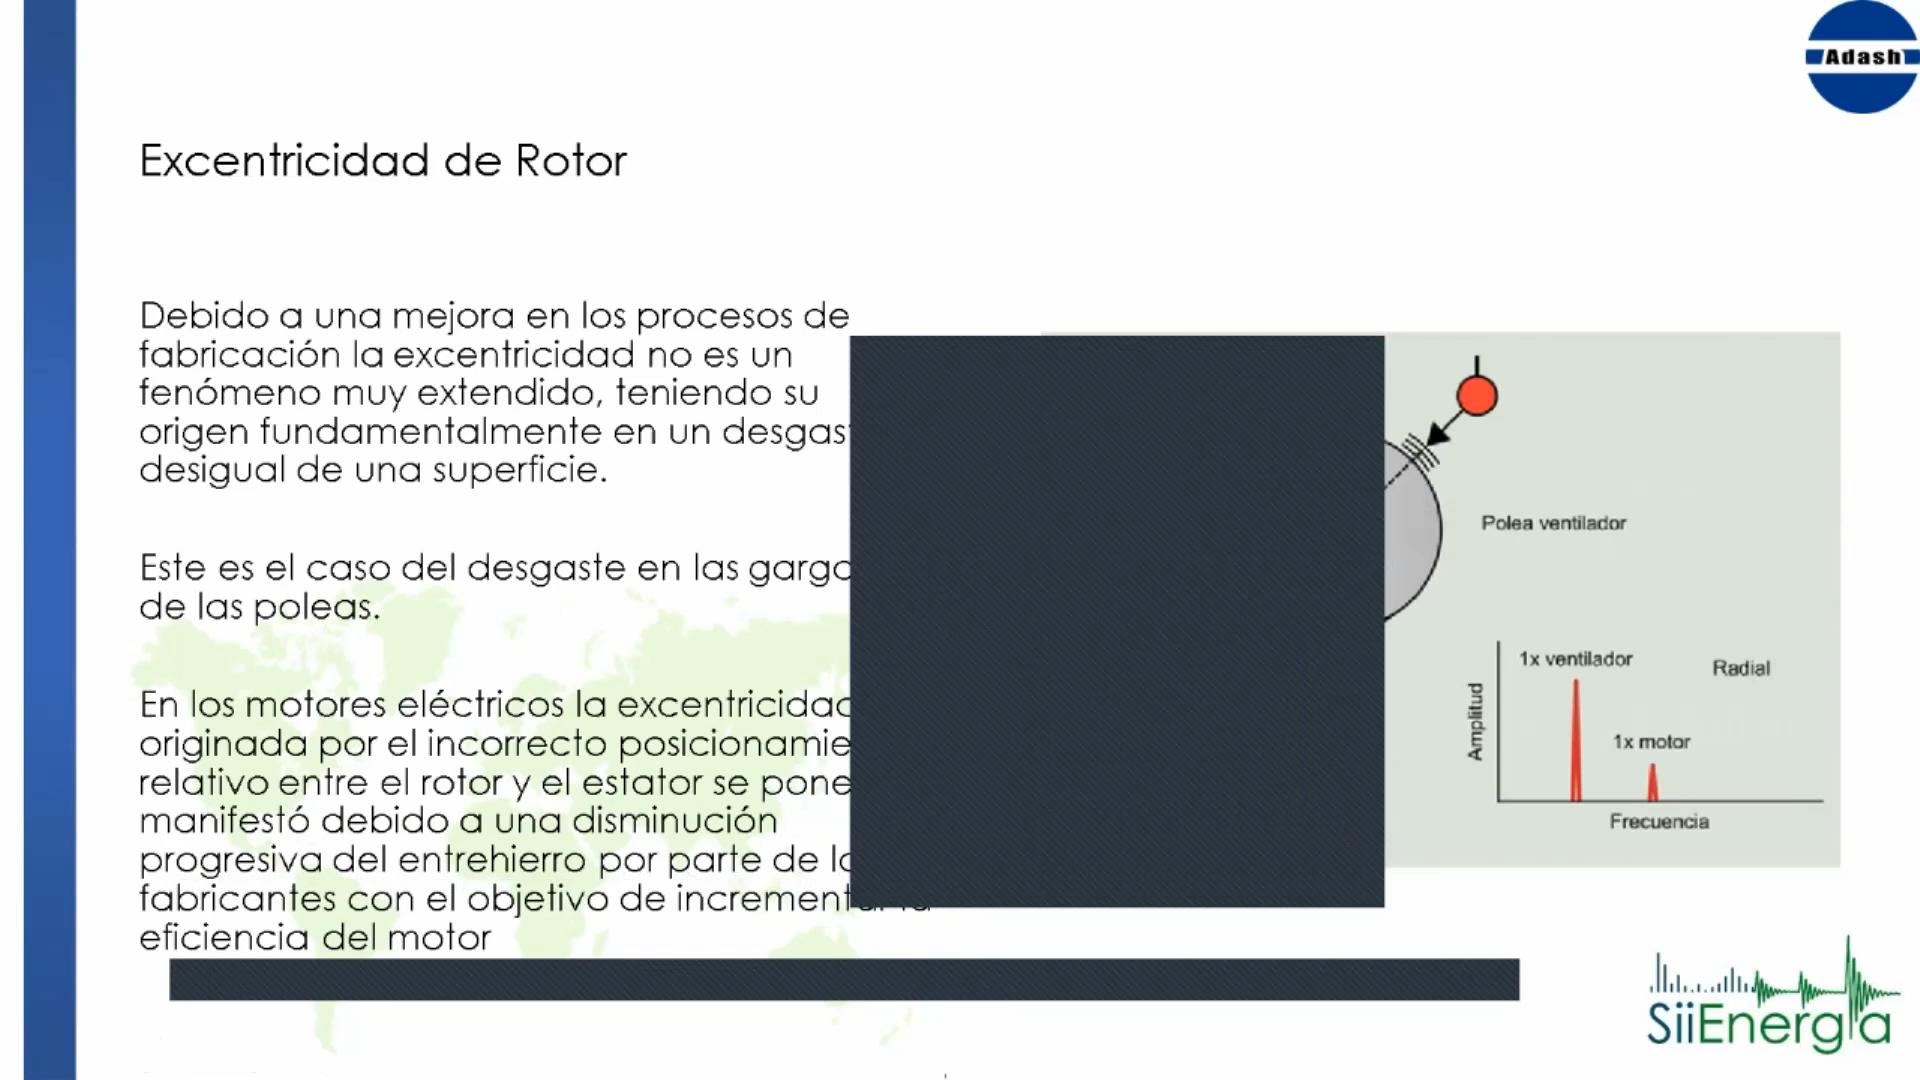 Adash
Excentricidad de Rotor
Debido a una mejora en los procesos de
fabricación la excentricidad no es un
fenómeno muy extendido, teniendo su
origen fundamentalmente en un
desigual de una superficie.
Este es el caso del desgaste en las
de las poleas.
En los motores eléctricos la
originada por el incorrecto
relativo entre el rotor y el estator se pone
manifestó debido a una disminución
progresiva del entrehierro por parte de
fabricantes con el objetivo de
eficiencia del motor
Polea ventilador
1x ventilador
Radial
Amplitud
1x motor
Frecuencia
SiiEnergía